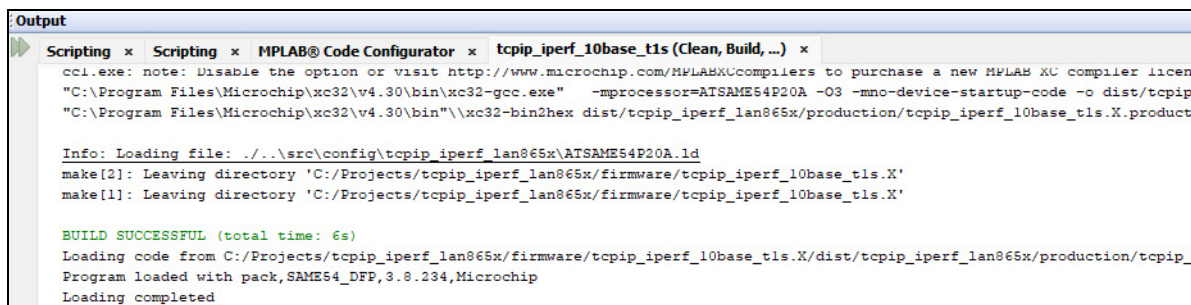 Output
Scripting × Scripting × MPLAB® Code Configurator × tcpip_iperf_10base_t1s (Clean, Build, ...) ×
cc1.exe: note: Disable the option or visit http://www.microchip.com/MPLABXCcompilers to purchase a new MPLAB XC compiler licen
"C:\Program Files\Microchip\xc32\v4.30\bin\xc32-gcc.exe" -mprocessor=ATSAME54P20A -O3 -mno-device-startup-code -o dist/tcpip
"C:\Program Files\Microchip\xc32\v4.30\bin"\\xc32-bin2hex dist/tcpip_iperf_lan865x/production/tcpip_iperf_10base_t1s.X.product
Info: Loading file: ./..\src\config\tcpip_iperf_lan865x\ATSAME54P20A.ld
make[2]: Leaving directory 'C:/Projects/tcpip_iperf_lan865x/firmware/tcpip_iperf_10base_t1s.X'
make[1]: Leaving directory 'C:/Projects/tcpip_iperf_lan865x/firmware/tcpip_iperf_10base_t1s.X'
BUILD SUCCESSFUL (total time: 6s)
Loading code from C:/Projects/tcpip_iperf_lan865x/firmware/tcpip_iperf_10base_t1s.X/dist/tcpip_iperf_lan865x/production/tcpip_
Program loaded with pack,SAME54_DFP,3.8.234,Microchip
Loading completed